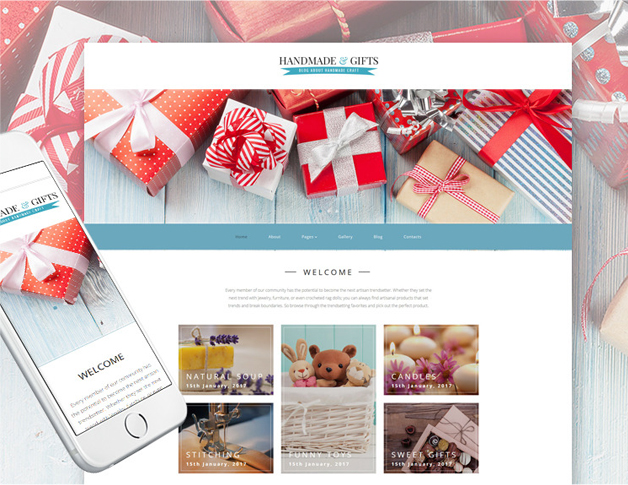 HANDMADE & GIFTS
BLOG ABOUT HANDMADE CRAFT
Home About Pages Gallery Blog Contacts
WELCOME
Every member of our community has the potential to become the next artisan trendsetter. Whether they set the
next trend with jewelry, furniture, or even crocheted rag dolls, you can always find artisanal products that set
trends and break boundaries. So browse through the trendsetting favorites and pick out the perfect product.
NATURAL SOUP
15th January, 2017
FUNNY TOYS
15th January, 2017
CANDLES
15th January, 2017
STITCHING
15th January, 2017
SWEET GIFTS
15th January, 2017
MADE & GIFTS
WELCOME
Every member of our community has
the potential to become the next artisan
trendsetter. Whether they set the